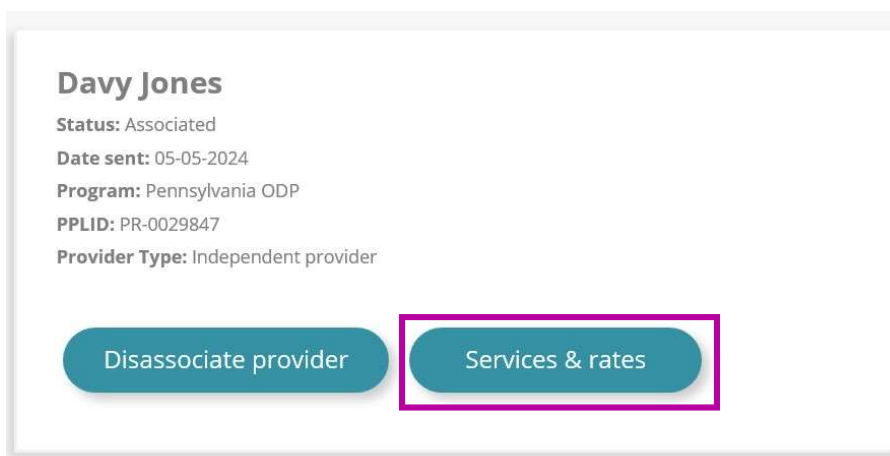 Davy Jones
Status: Associated
Date sent: 05-05-2024
Program: Pennsylvania ODP
PPLID: PR-0029847
Provider Type: Independent provider
Disassociate provider Services & rates